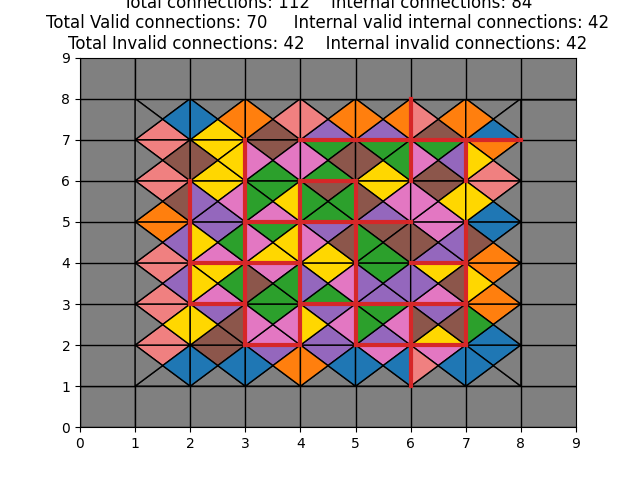 Total connections: 112    Internal connections: 84
Total Valid connections: 70    Internal valid internal connections: 42
Total Invalid connections: 42    Internal invalid connections: 42
9
8
7
6
5
4
3
2
1
0
0 1 2 3 4 5 6 7 8 9